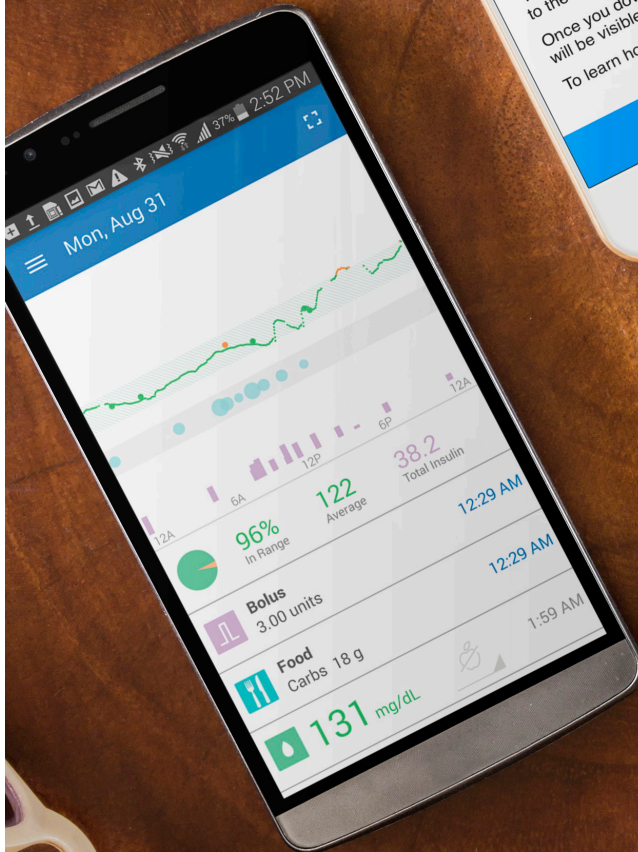 to the
Once you do
will be visible
To learn ho
37% 2:52 PM
Mon, Aug 31
12A 6A 12P 6P 12A
96% 122 38.2
In Range Average Total Insulin
Bolus 12:29 AM
3.00 units
Food 12:29 AM
Carbs 18 g
131 mg/dL 1:59 AM